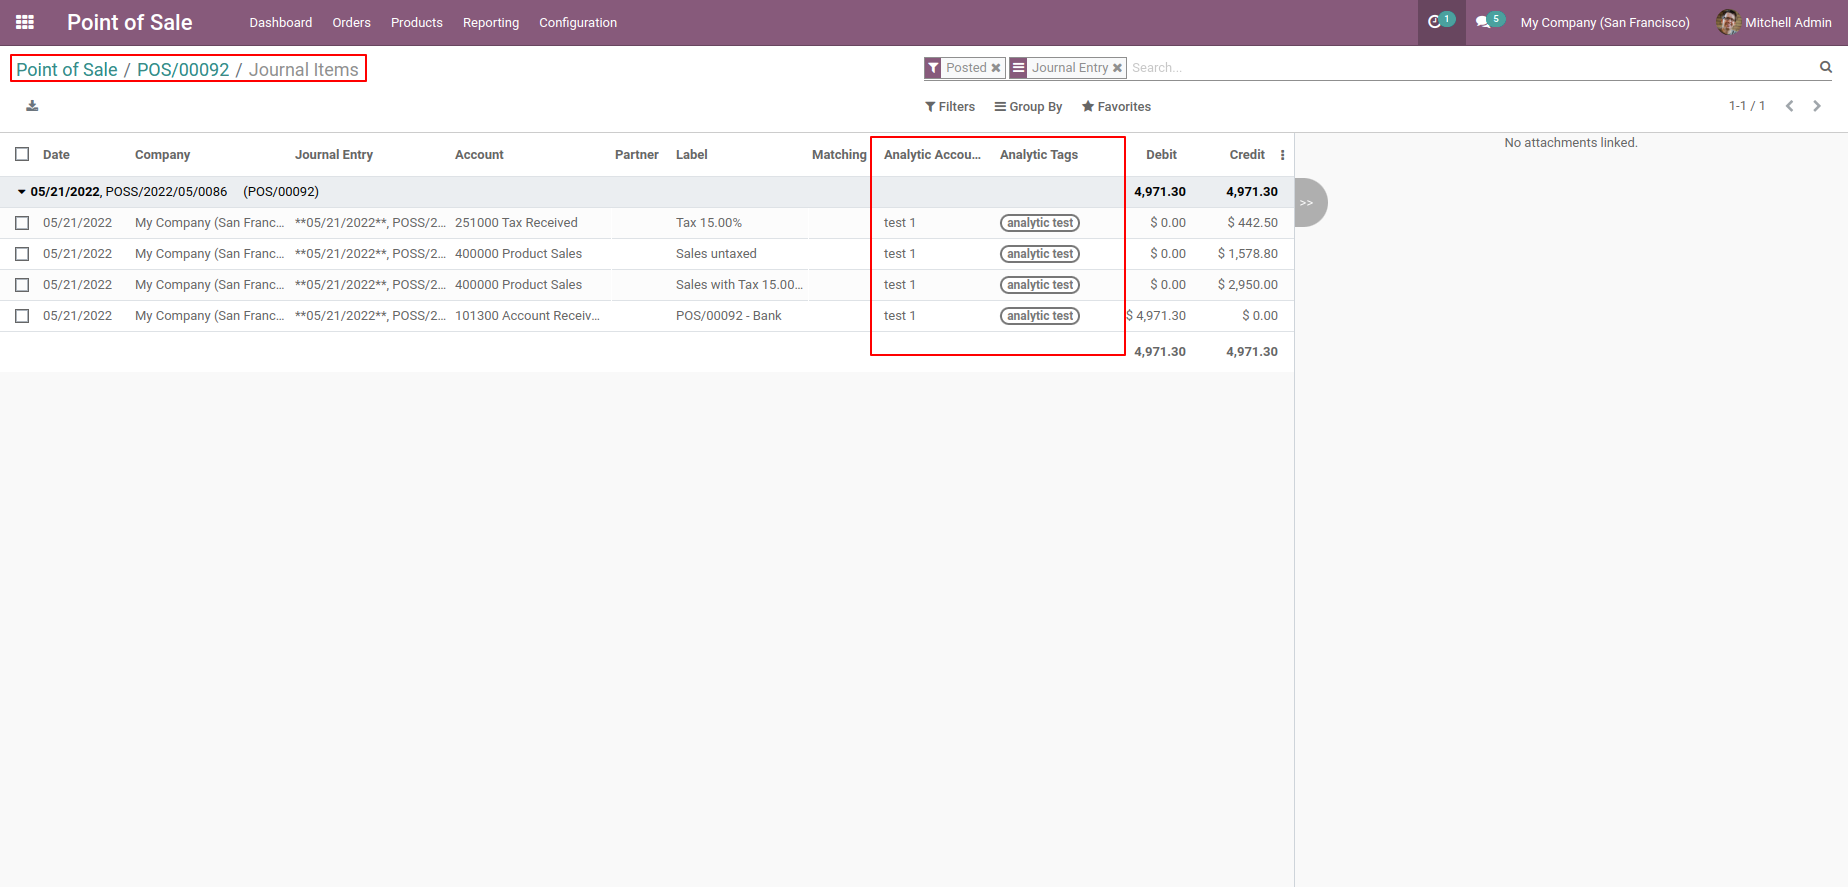 Point of Sale Dashboard Orders Products Reporting Configuration 1 5 My Company (San Francisco) Mitchell Admin
Point of Sale / POS/00092 / Journal Items Posted Journal Entry Search...
Filters Group By Favorites 1-1 / 1
Date Company Journal Entry Account Partner Label Matching Analytic Accou... Analytic Tags Debit Credit
No attachments linked.
05/21/2022, POSS/2022/05/0086 (POS/00092) 4,971.30 4,971.30
>>
05/21/2022 My Company (San Franc... **05/21/2022**, POSS/2... 251000 Tax Received Tax 15.00% test 1 analytic test $ 0.00 $ 442.50
05/21/2022 My Company (San Franc... **05/21/2022**, POSS/2... 400000 Product Sales Sales untaxed test 1 analytic test $ 0.00 $ 1,578.80
05/21/2022 My Company (San Franc... **05/21/2022**, POSS/2... 400000 Product Sales Sales with Tax 15.00... test 1 analytic test $ 0.00 $ 2,950.00
05/21/2022 My Company (San Franc... **05/21/2022**, POSS/2... 101300 Account Receiv... POS/00092 - Bank test 1 analytic test $ 4,971.30 $ 0.00
4,971.30 4,971.30